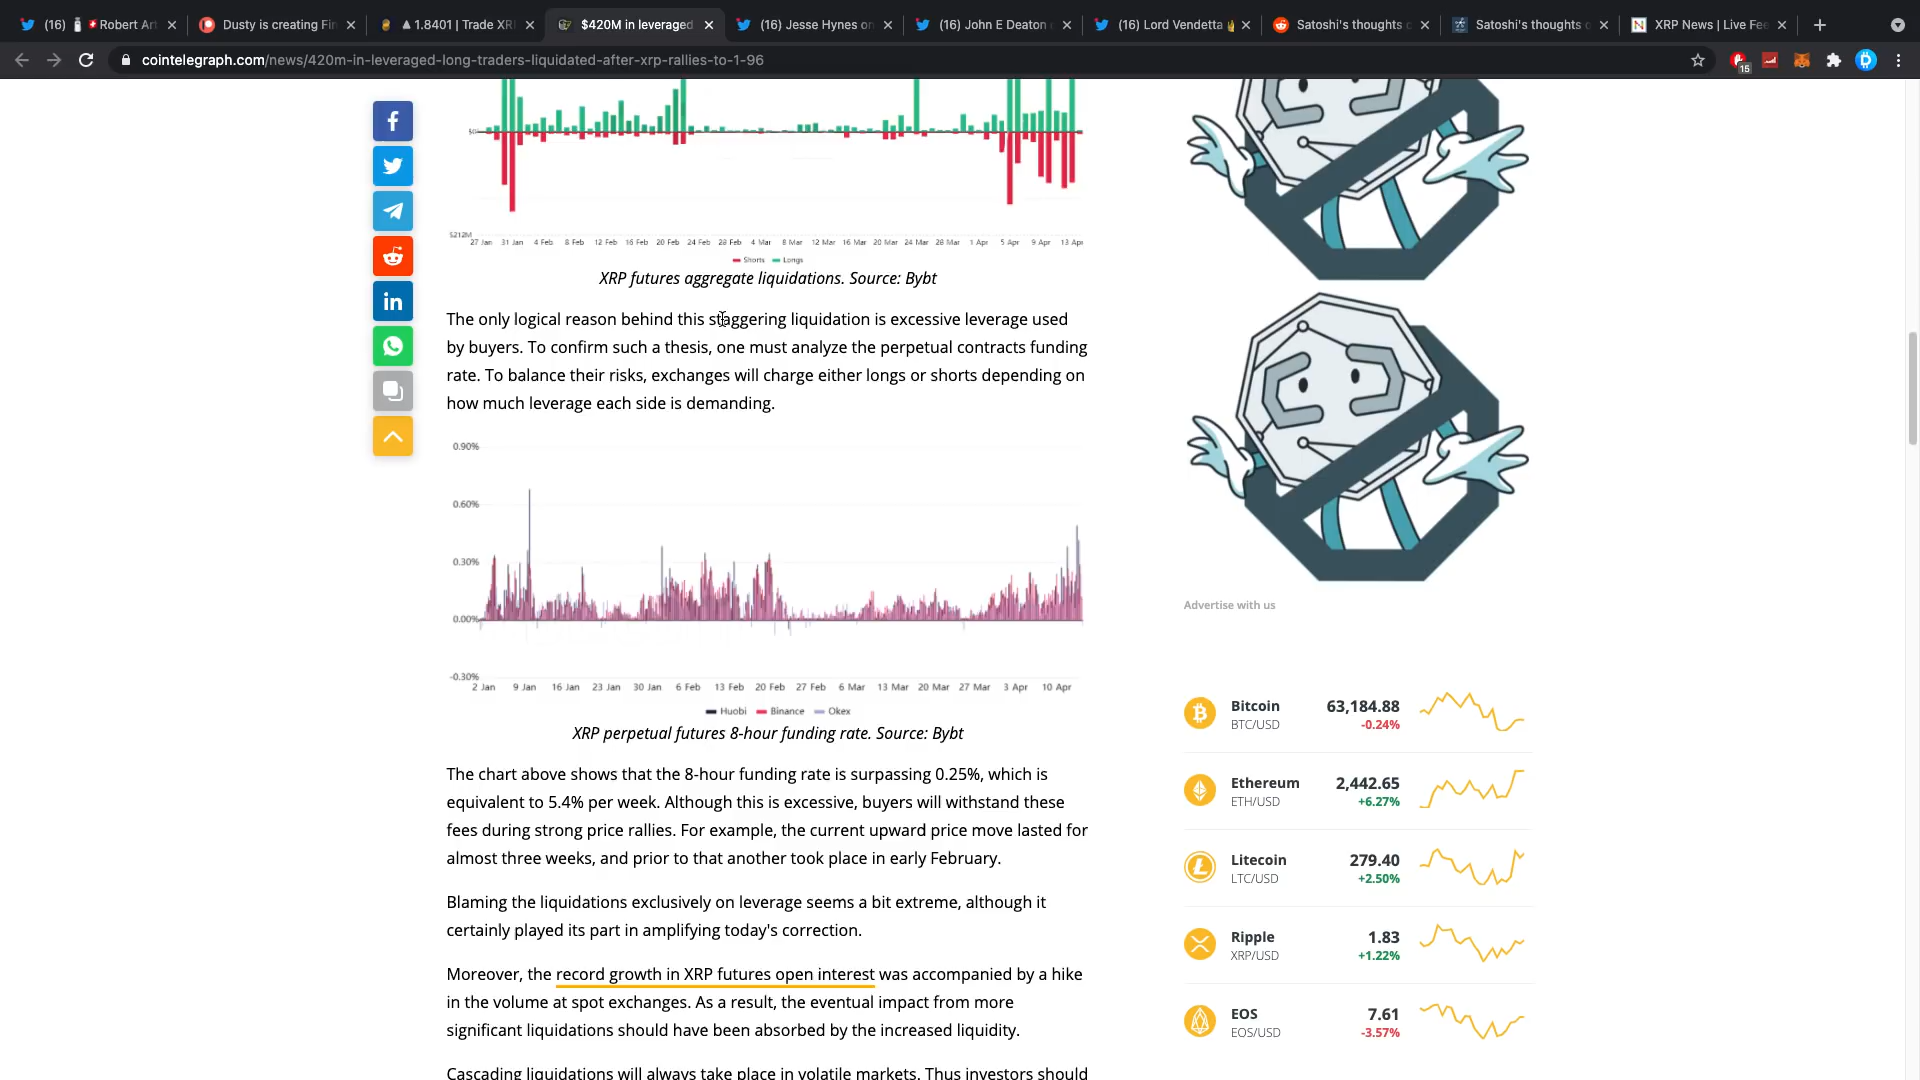 (16) Robert Art
Dusty is creating Fin
1.8401 | Trade XRP
$420M in leveraged
(16) Jesse Hynes on
(16) John E Deaton
(16) Lord Vendetta
Satoshi's thoughts o
Satoshi's thoughts o
XRP News | Live Fee
cointelegraph.com/news/420m-in-leveraged-long-traders-liquidated-after-xrp-rallies-to-1-96
15
$0
$212M
27 Jan 31 Jan 4 Feb 8 Feb 12 Feb 16 Feb 20 Feb 24 Feb 28 Feb 4 Mar 8 Mar 12 Mar 16 Mar 20 Mar 24 Mar 28 Mar 1 Apr 5 Apr 9 Apr 13 Apr
Shorts Longs
XRP futures aggregate liquidations. Source: Bybt
The only logical reason behind this staggering liquidation is excessive leverage used
by buyers. To confirm such a thesis, one must analyze the perpetual contracts funding
rate. To balance their risks, exchanges will charge either longs or shorts depending on
how much leverage each side is demanding.
0.90%
0.60%
0.30%
0.00%
-0.30%
2 Jan 9 Jan 16 Jan 23 Jan 30 Jan 6 Feb 13 Feb 20 Feb 27 Feb 6 Mar 13 Mar 20 Mar 27 Mar 3 Apr 10 Apr
Huobi Binance Okex
XRP perpetual futures 8-hour funding rate. Source: Bybt
The chart above shows that the 8-hour funding rate is surpassing 0.25%, which is
equivalent to 5.4% per week. Although this is excessive, buyers will withstand these
fees during strong price rallies. For example, the current upward price move lasted for
almost three weeks, and prior to that another took place in early February.
Blaming the liquidations exclusively on leverage seems a bit extreme, although it
certainly played its part in amplifying today's correction.
Moreover, the record growth in XRP futures open interest was accompanied by a hike
in the volume at spot exchanges. As a result, the eventual impact from more
significant liquidations should have been absorbed by the increased liquidity.
Cascading liquidations will always take place in volatile markets. Thus investors should
Advertise with us
Bitcoin 63,184.88
BTC/USD -0.24%
Ethereum 2,442.65
ETH/USD +6.27%
Litecoin 279.40
LTC/USD +2.50%
Ripple 1.83
XRP/USD +1.22%
EOS 7.61
EOS/USD -3.57%